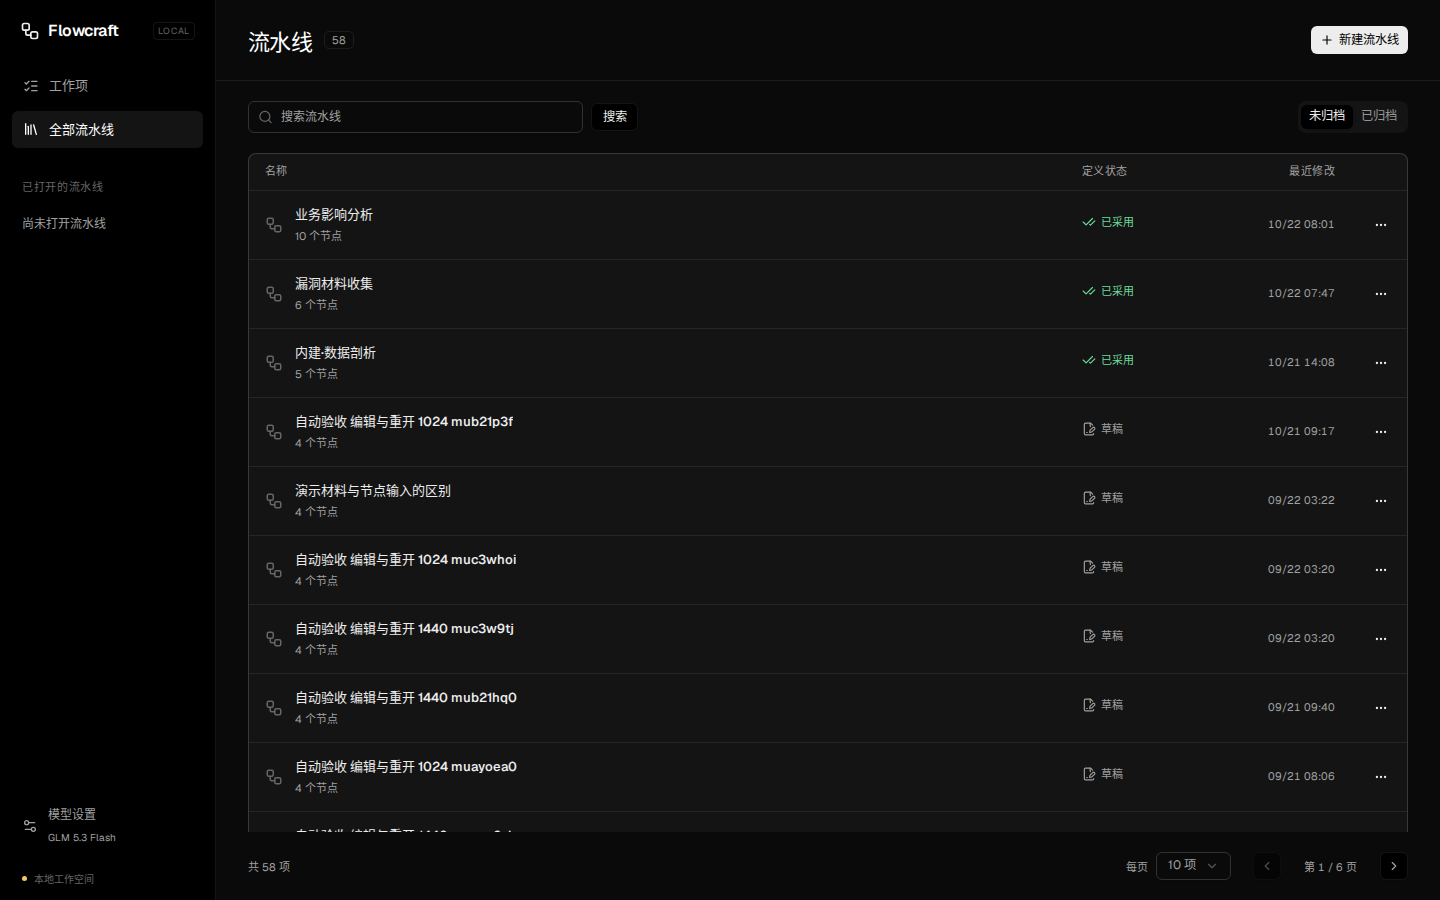 Flowcraft
LOCAL
工作项
全部流水线
已打开的流水线
尚未打开流水线
模型设置
GLM 5.3 Flash
本地工作空间
流水线
58
新建流水线
搜索流水线
搜索
未归档
已归档
名称
定义状态
最近修改
业务影响分析
10 个节点
已采用
10/22 08:01
漏洞材料收集
6 个节点
已采用
10/22 07:47
内建·数据剖析
5 个节点
已采用
10/21 14:08
自动验收 编辑与重开 1024 mub21p3f
4 个节点
草稿
10/21 09:17
演示材料与节点输入的区别
4 个节点
草稿
09/22 03:22
自动验收 编辑与重开 1024 muc3whoi
4 个节点
草稿
09/22 03:20
自动验收 编辑与重开 1440 muc3w9tj
4 个节点
草稿
09/22 03:20
自动验收 编辑与重开 1440 mub21hq0
4 个节点
草稿
09/21 09:40
自动验收 编辑与重开 1024 muayoea0
4 个节点
草稿
09/21 08:06
共 58 项
每页
10 项
第 1 / 6 页